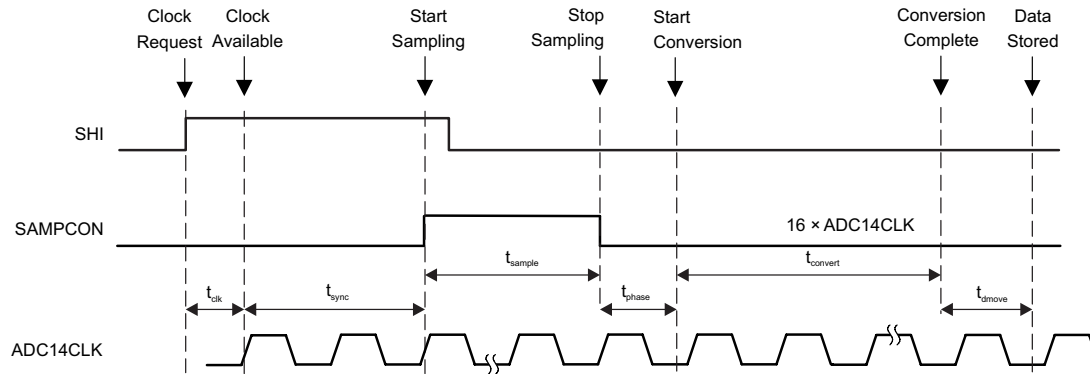 Clock Request
Clock Available
Start Sampling
Stop Sampling
Start Conversion
Conversion Complete
Data Stored
SHI
SAMPCON
16 × ADC14CLK
tsample
tconvert
tclk
tsync
tphase
tdmove
ADC14CLK